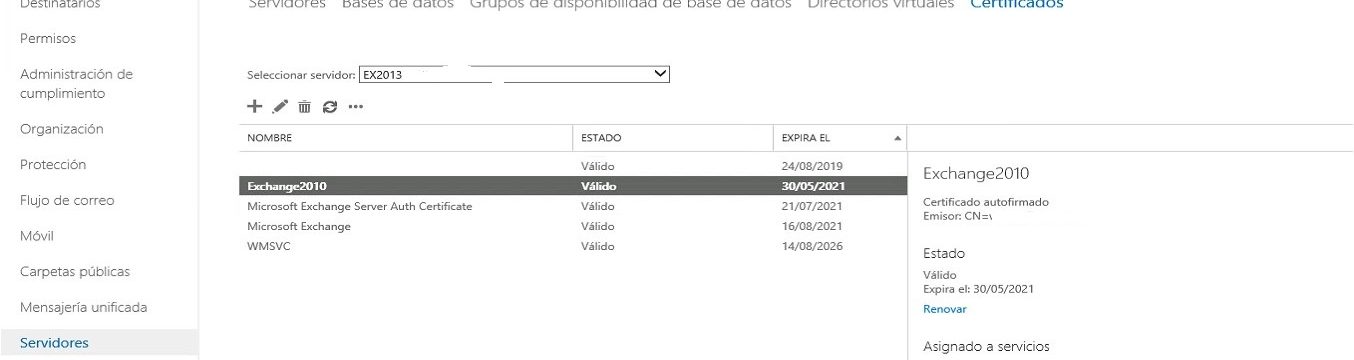 Destinatarios
Servidores Bases de datos Grupos de disponibilidad de base de datos Directorios virtuales Certificados
Permisos
Administración de
cumplimiento
Organización
Protección
Flujo de correo
Móvil
Carpetas públicas
Mensajería unificada
Servidores
Seleccionar servidor: EX2013
NOMBRE ESTADO EXPIRA EL
Válido 24/08/2019
Exchange2010 Válido 30/05/2021
Microsoft Exchange Server Auth Certificate Válido 21/07/2021
Microsoft Exchange Válido 16/08/2021
WMSVC Válido 14/08/2026
Exchange2010
Certificado autofirmado
Emisor: CN=
Estado
Válido
Expira el: 30/05/2021
Renovar
Asignado a servicios